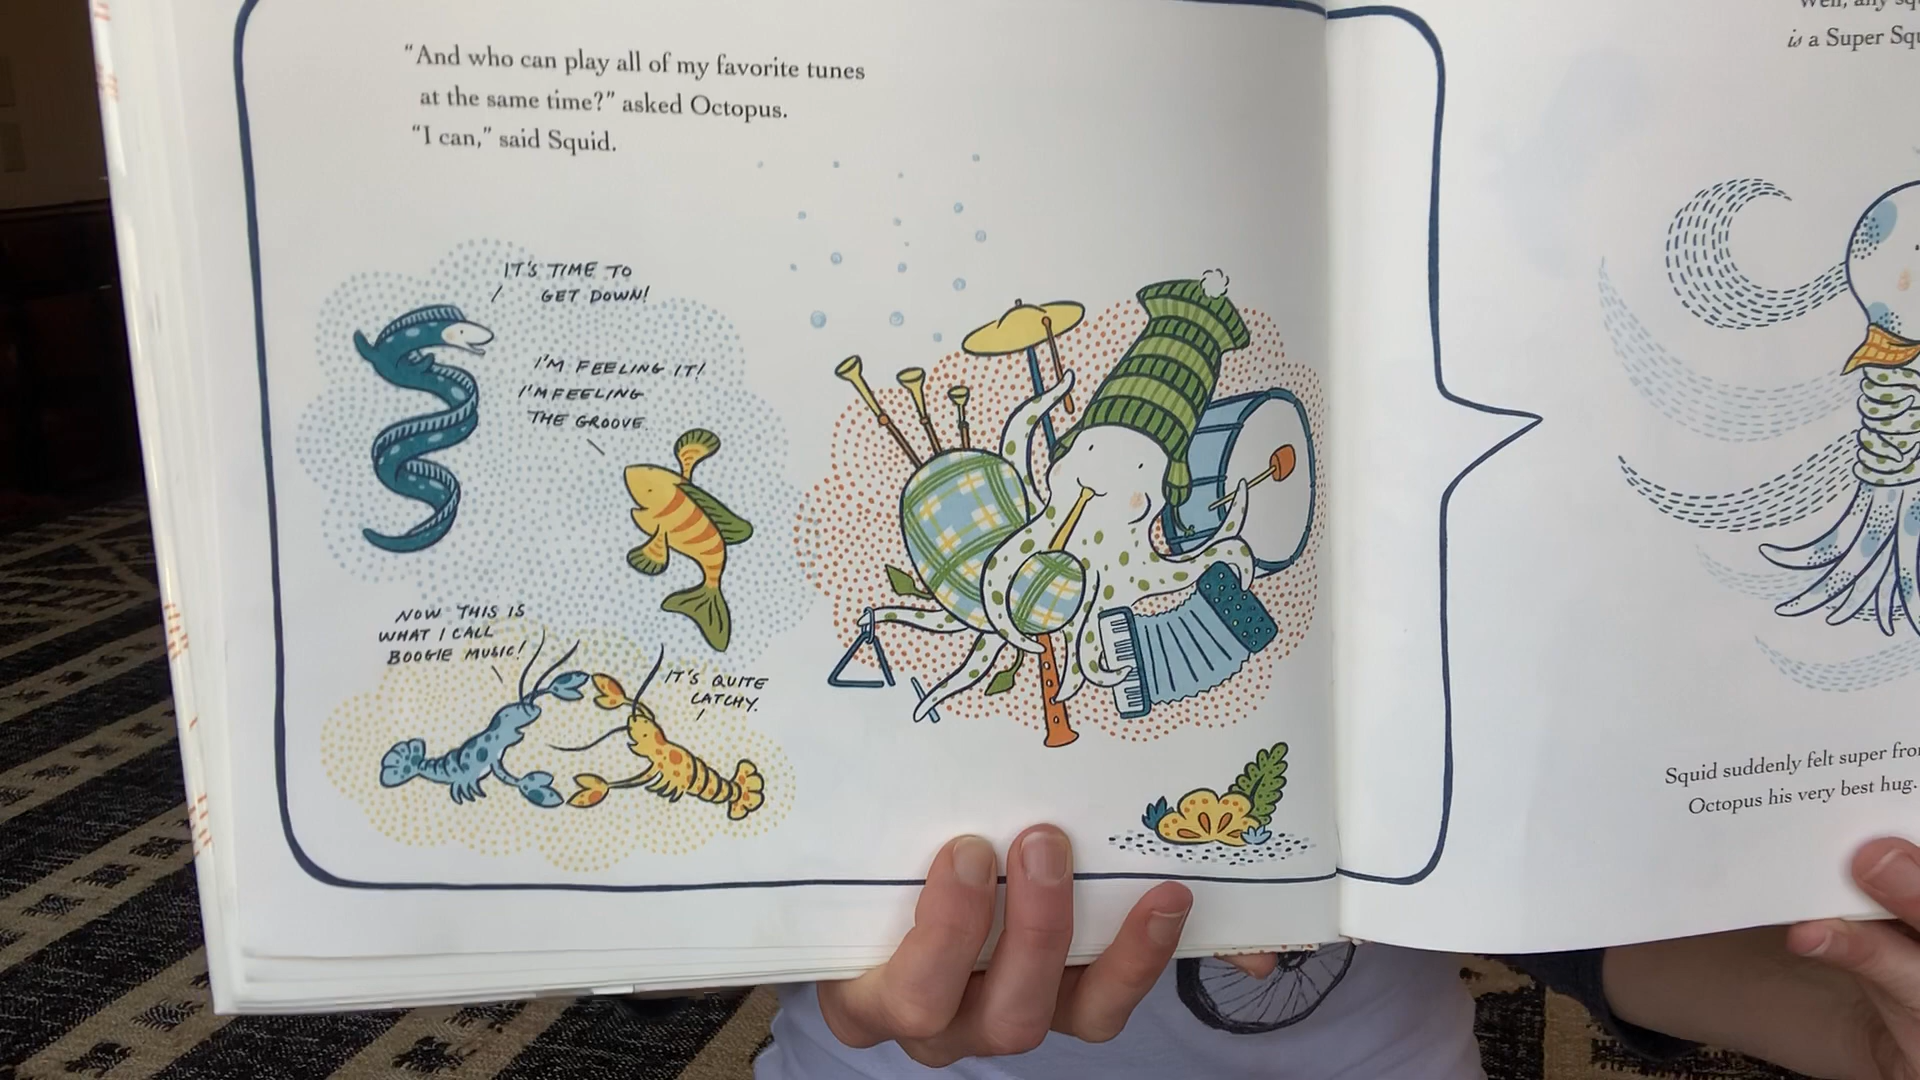 “And who can play all of my favorite tunes
at the same time?” asked Octopus.
“I can,” said Squid.
IT'S TIME TO
GET DOWN!
I'M FEELING IT!
I'M FEELING
THE GROOVE.
NOW THIS IS
WHAT I CALL
BOOGIE MUSIC!
IT'S QUITE
CATCHY.
Well, any
is a Super
Squid suddenly felt super
Octopus his very best hug.